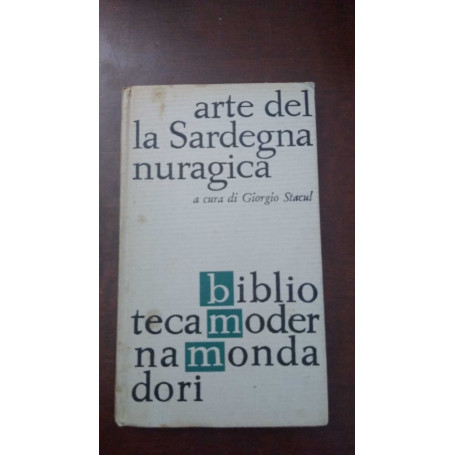 arte del
la Sardegna
nuragica
a cura di Giorgio Stacul
biblio
tecamoder
namonda
dori